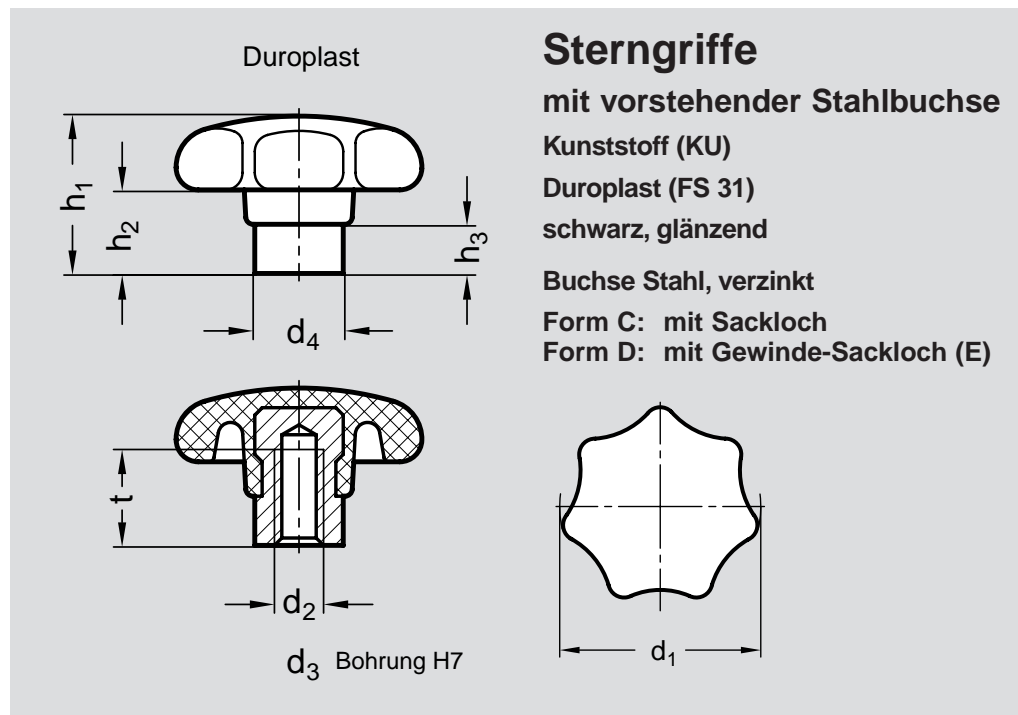 Duroplast
h1
h2
h3
d4
t
d2
d3 Bohrung H7
Sterngriffe
mit vorstehender Stahlbuchse
Kunststoff (KU)
Duroplast (FS 31)
schwarz, glänzend
Buchse Stahl, verzinkt
Form C: mit Sackloch
Form D: mit Gewinde-Sackloch (E)
d1